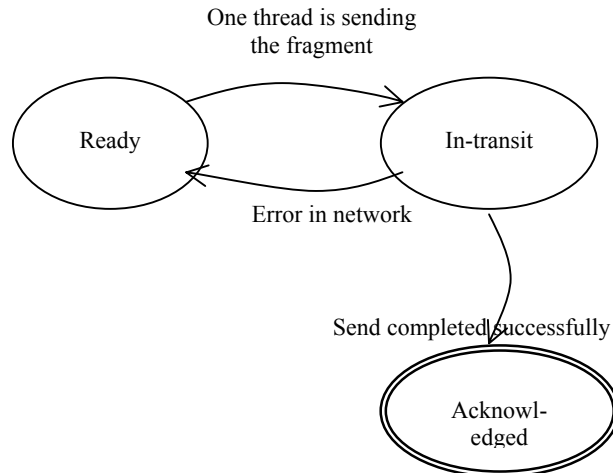 One thread is sending
the fragment
Ready
In-transit
Error in network
Send completed successfully
Acknowl-
edged